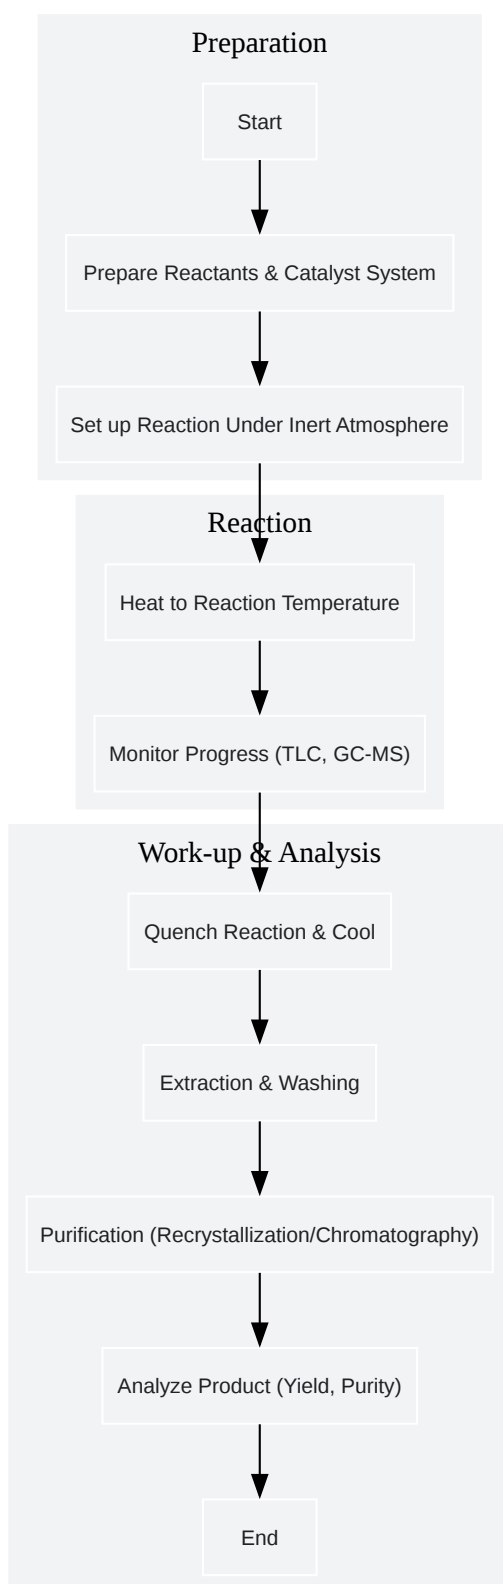 Preparation
Start
Prepare Reactants & Catalyst System
Set up Reaction Under Inert Atmosphere
Reaction
Heat to Reaction Temperature
Monitor Progress (TLC, GC-MS)
Work-up & Analysis
Quench Reaction & Cool
Extraction & Washing
Purification (Recrystallization/Chromatography)
Analyze Product (Yield, Purity)
End